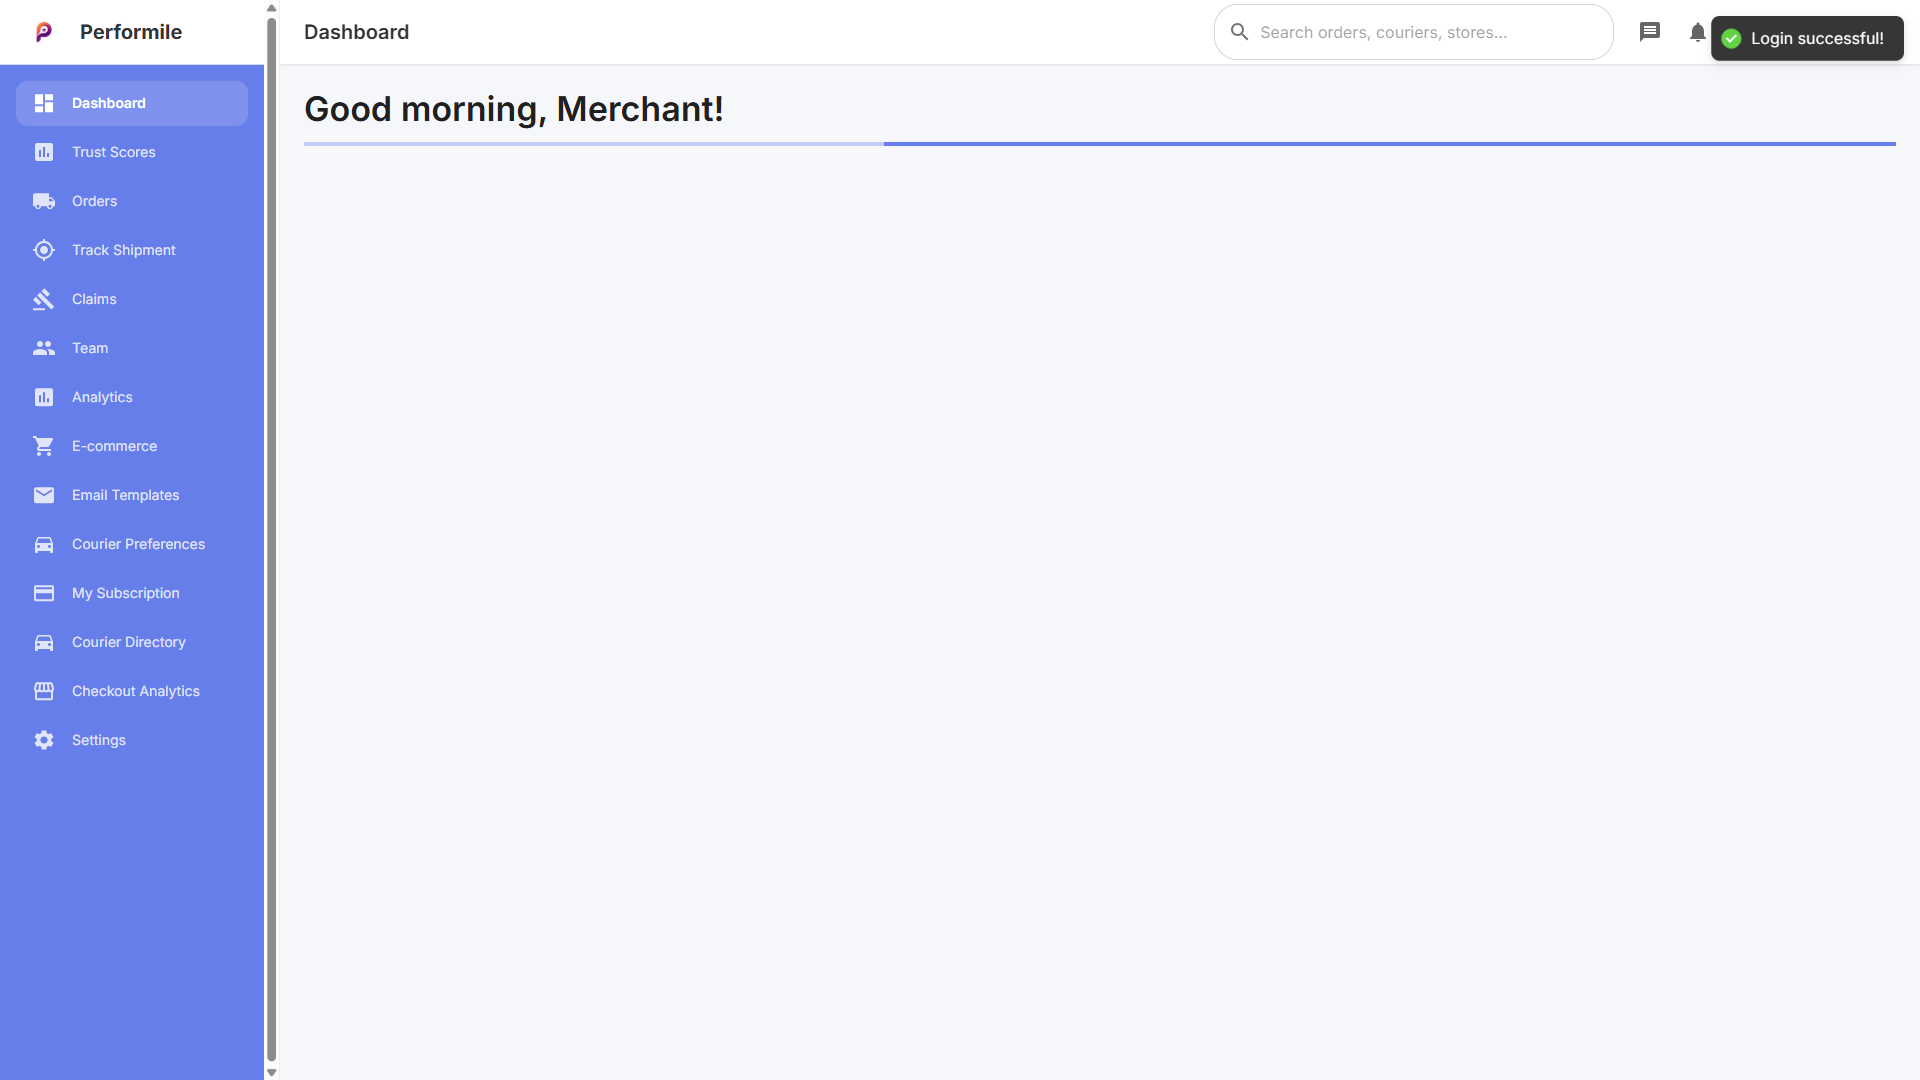 Performile
Dashboard
Search orders, couriers, stores...
Login successful!
Dashboard
Trust Scores
Orders
Track Shipment
Claims
Team
Analytics
E-commerce
Email Templates
Courier Preferences
My Subscription
Courier Directory
Checkout Analytics
Settings
Good morning, Merchant!